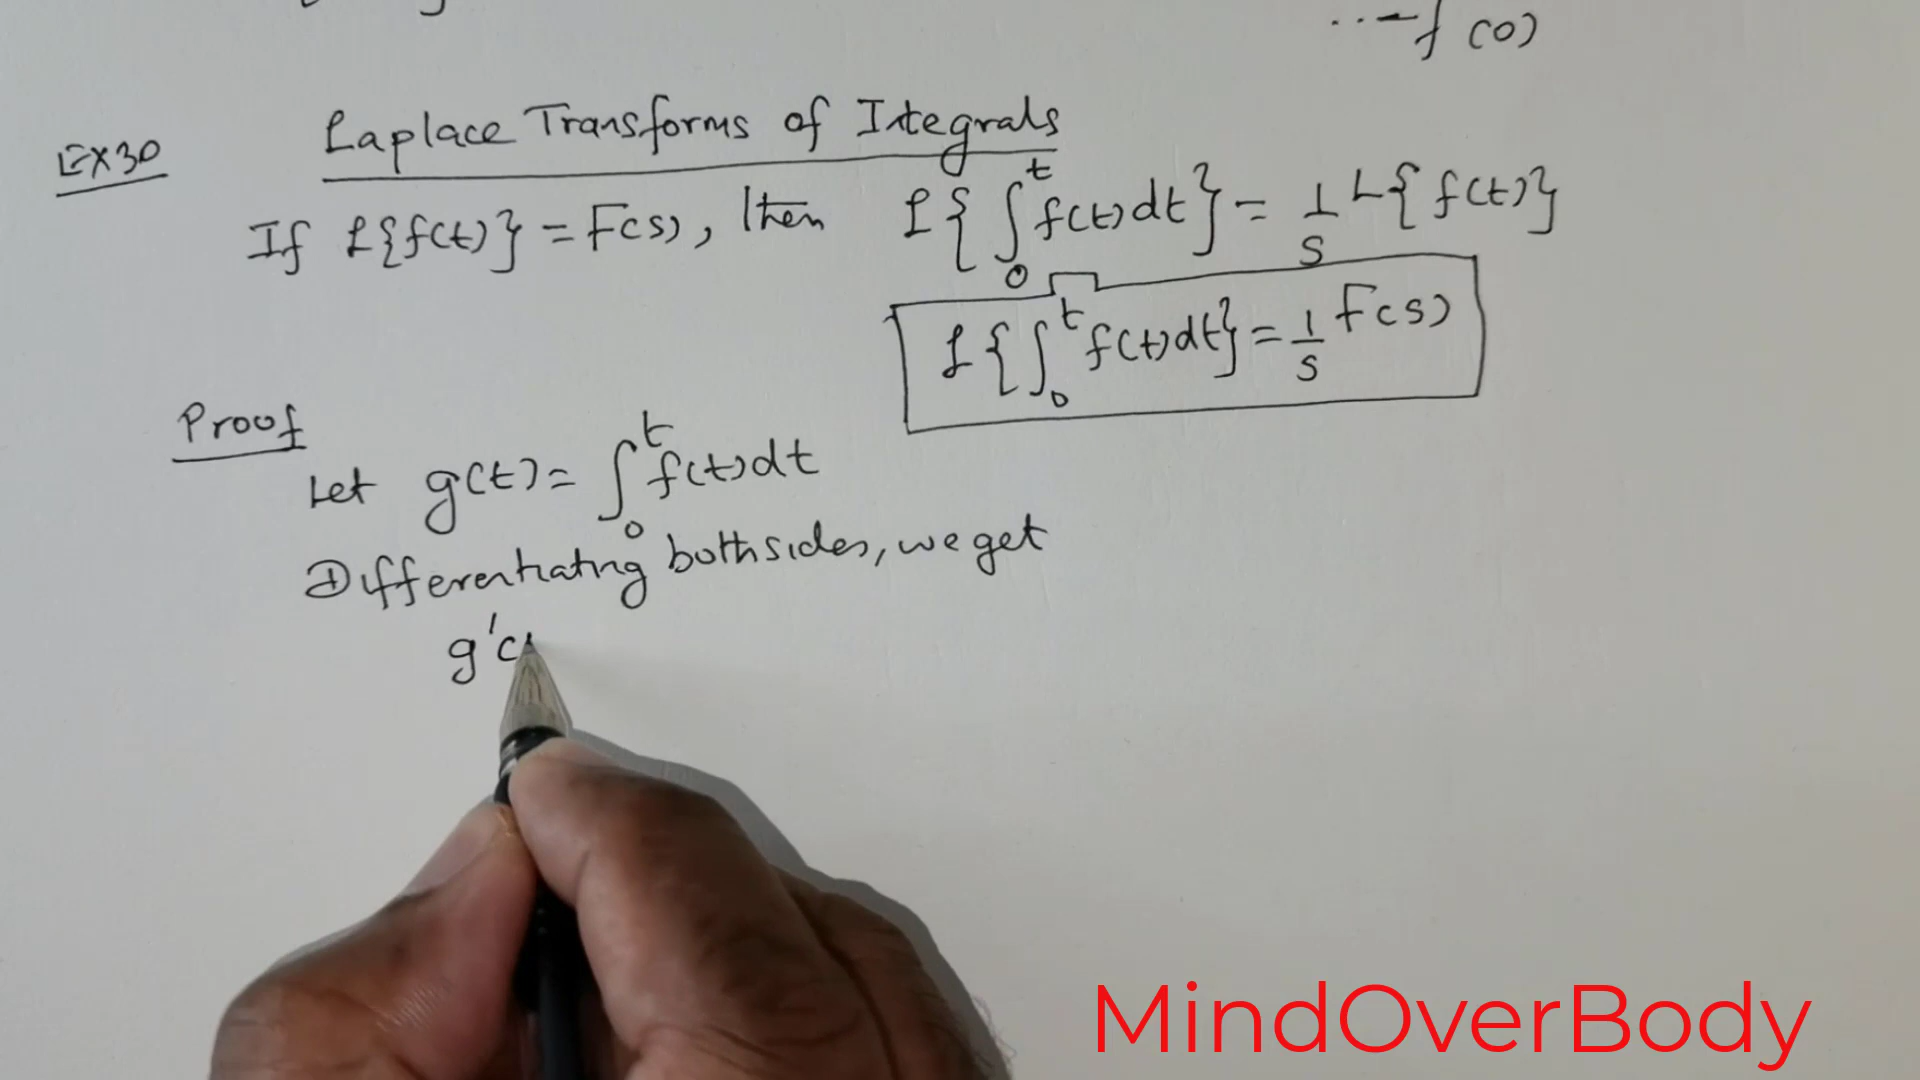 ...-f(0)
EX30 Laplace Transforms of Integrals
If £{f(t)} = F(s), then £{∫₀ᵗ f(t)dt} = 1/s L{f(t)}
£{∫₀ᵗ f(t)dt} = 1/s F(s)
Proof
Let g(t) = ∫₀ᵗ f(t)dt
Differentiating both sides, we get
g'(
MindOverBody